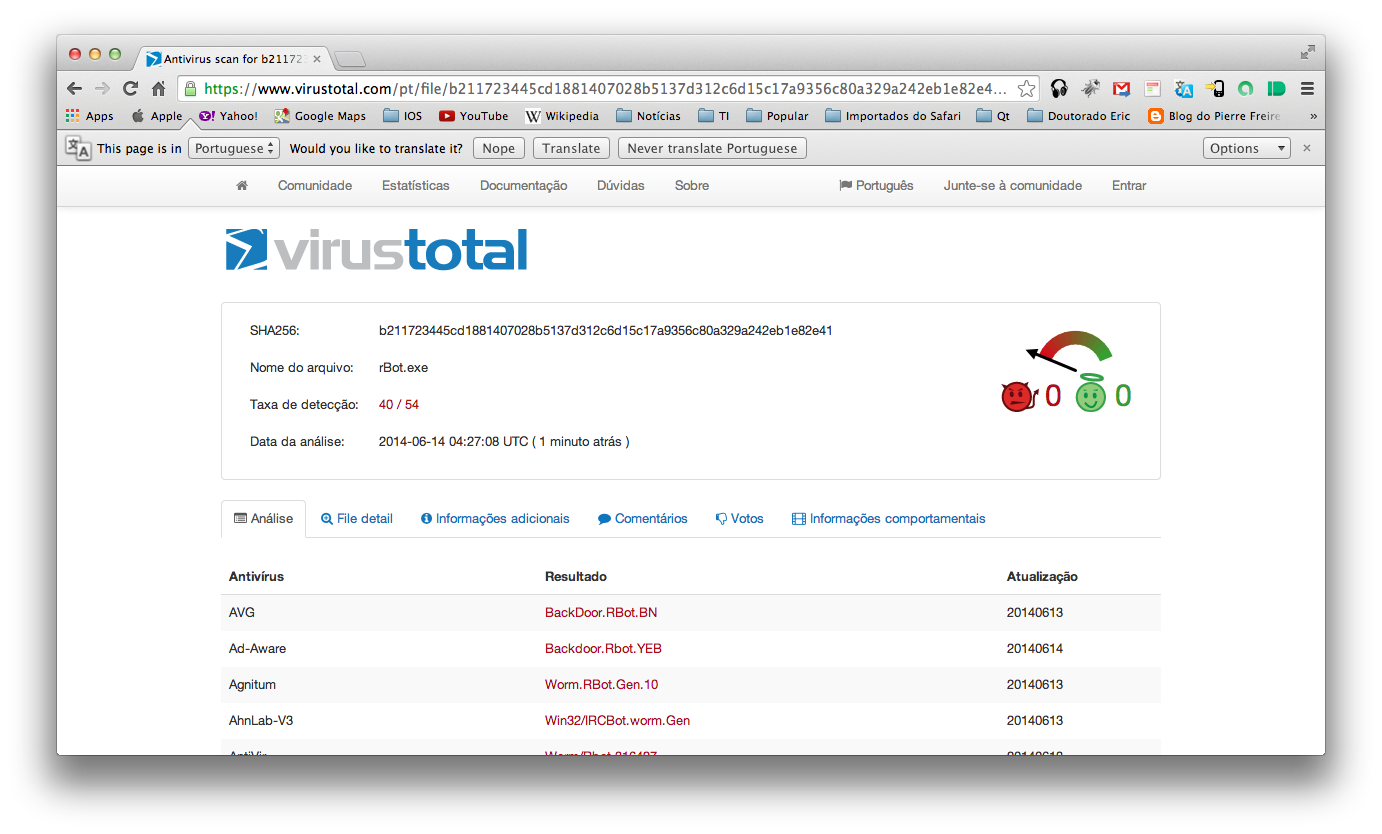 Antivirus scan for b21172
https://www.virustotal.com/pt/file/b211723445cd1881407028b5137d312c6d15c17a9356c80a329a242eb1e82e4...
Apps Apple Yahoo! Google Maps IOS YouTube Wikipedia Notícias TI Popular Importados do Safari Qt Doutorado Eric Blog do Pierre Freire »
This page is in Portuguese Would you like to translate it? Nope Translate Never translate Portuguese Options
Comunidade Estatísticas Documentação Dúvidas Sobre Português Junte-se à comunidade Entrar
virustotal
SHA256: b211723445cd1881407028b5137d312c6d15c17a9356c80a329a242eb1e82e41
Nome do arquivo: rBot.exe
Taxa de detecção: 40 / 54
0 0
Data da análise: 2014-06-14 04:27:08 UTC ( 1 minuto atrás )
Análise File detail Informações adicionais Comentários Votos Informações comportamentais
Antivírus Resultado Atualização
AVG BackDoor.RBot.BN 20140613
Ad-Aware Backdoor.Rbot.YEB 20140614
Agnitum Worm.RBot.Gen.10 20140613
AhnLab-V3 Win32/IRCBot.worm.Gen 20140613